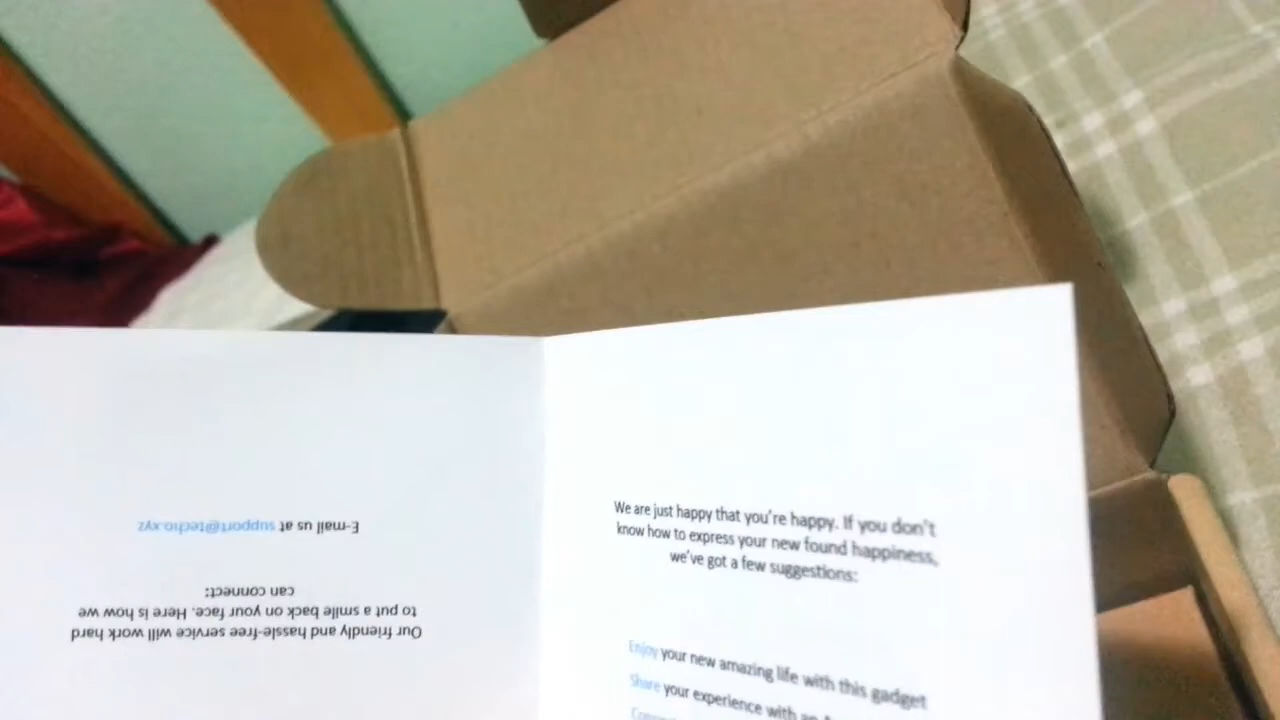 We are just happy that you're happy. If you don't
know how to express your new found happiness,
we've got a few suggestions:
Enjoy your new amazing life with this gadget
Share your experience with an
Our friendly and hassle-free service will work hard
to put a smile back on your face. Here is how we
can connect:
E-mail us at support@techo.xyz